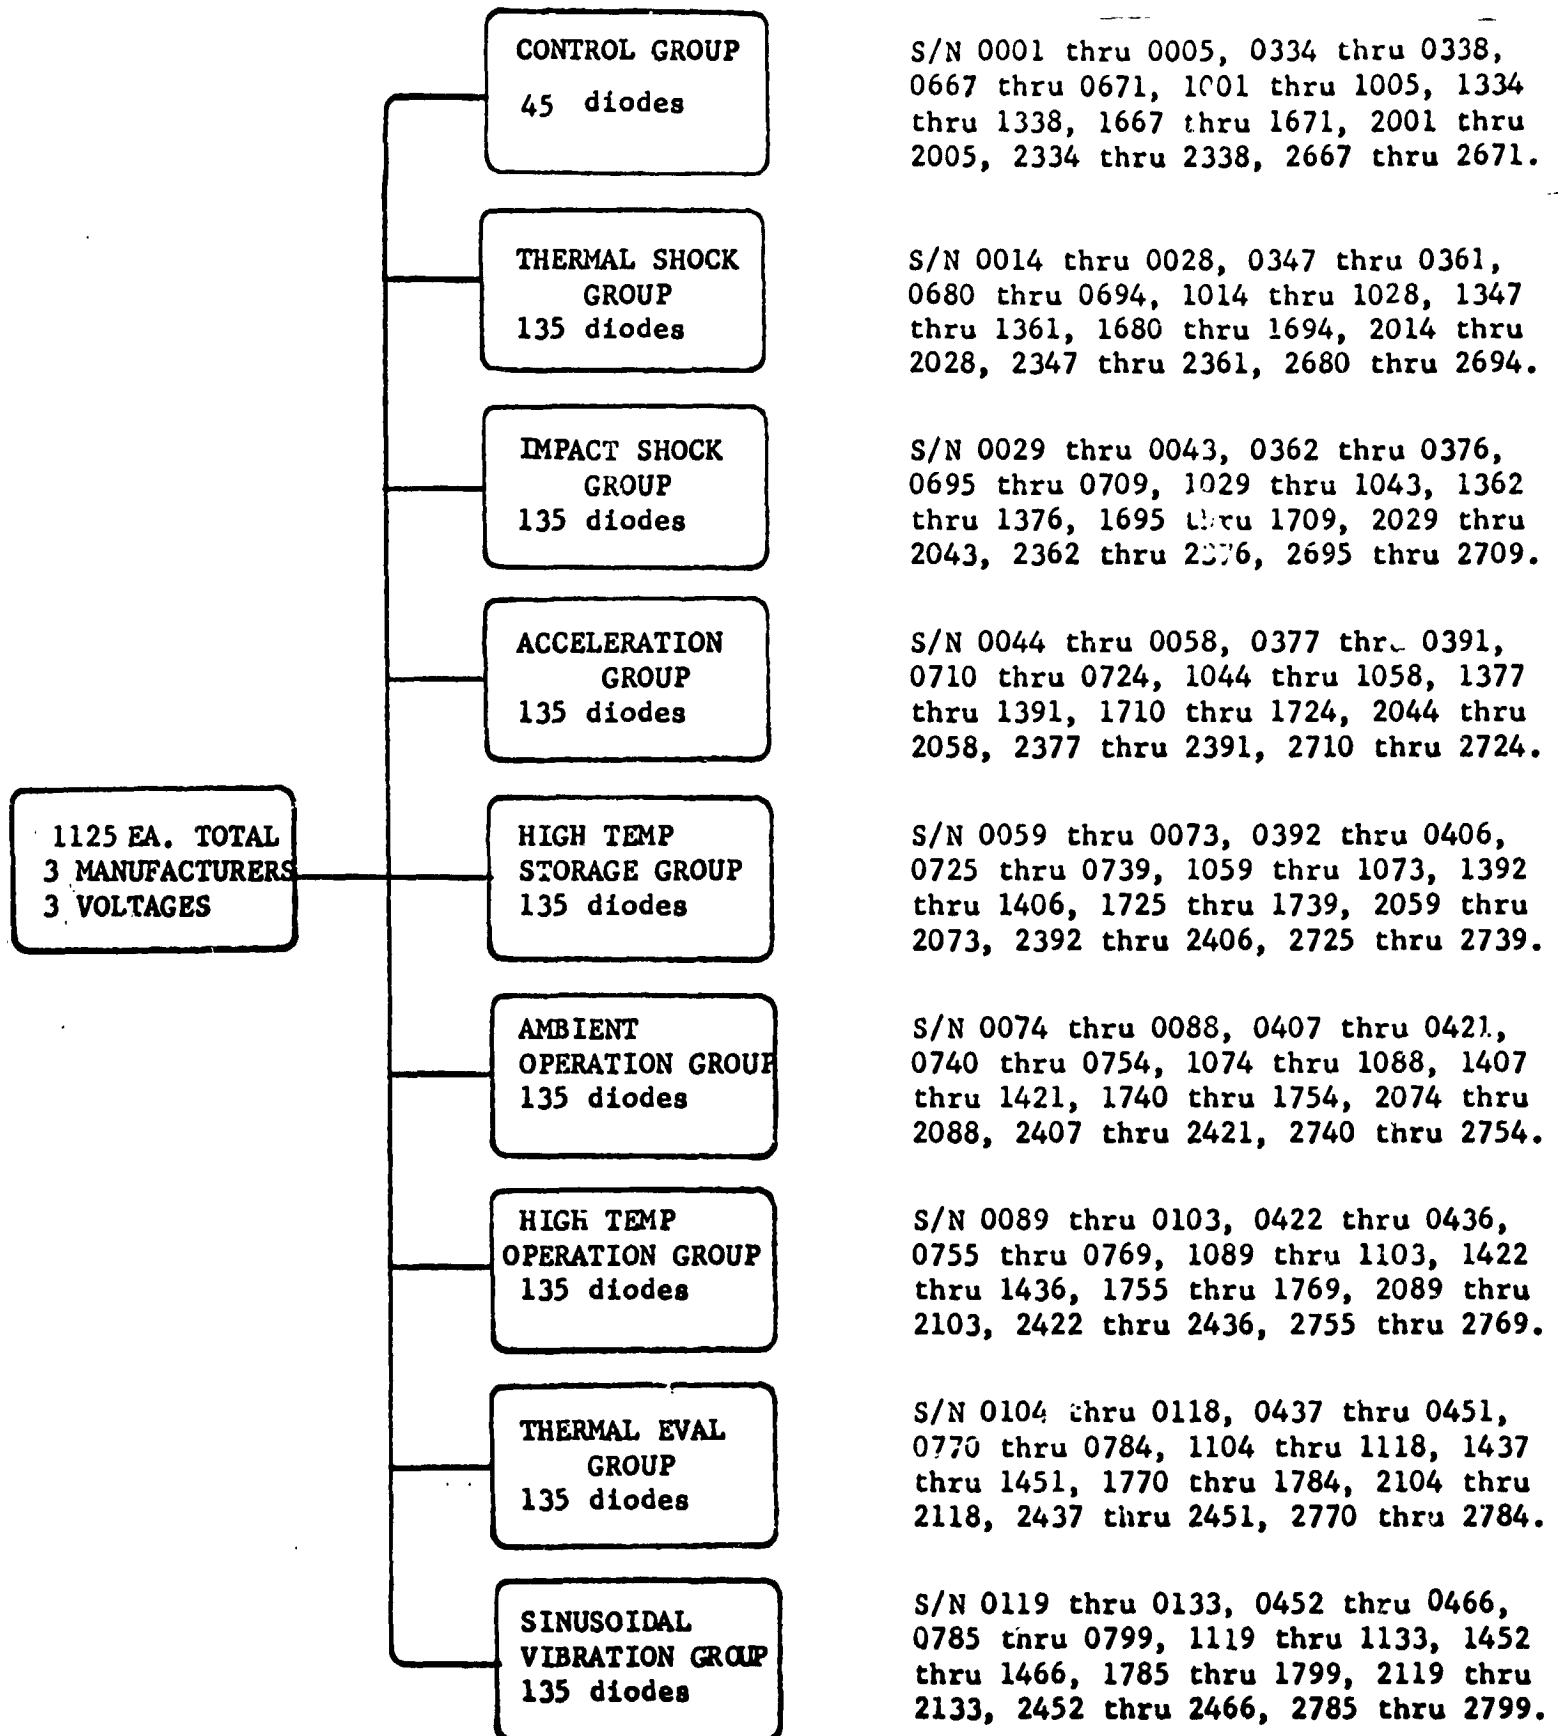 CONTROL GROUP
45 diodes
S/N 0001 thru 0005, 0334 thru 0338,
0667 thru 0671, 1001 thru 1005, 1334
thru 1338, 1667 thru 1671, 2001 thru
2005, 2334 thru 2338, 2667 thru 2671.
THERMAL SHOCK
GROUP
135 diodes
S/N 0014 thru 0028, 0347 thru 0361,
0680 thru 0694, 1014 thru 1028, 1347
thru 1361, 1680 thru 1694, 2014 thru
2028, 2347 thru 2361, 2680 thru 2694.
IMPACT SHOCK
GROUP
135 diodes
S/N 0029 thru 0043, 0362 thru 0376,
0695 thru 0709, 1029 thru 1043, 1362
thru 1376, 1695 thru 1709, 2029 thru
2043, 2362 thru 2376, 2695 thru 2709.
ACCELERATION
GROUP
135 diodes
S/N 0044 thru 0058, 0377 thru 0391,
0710 thru 0724, 1044 thru 1058, 1377
thru 1391, 1710 thru 1724, 2044 thru
2058, 2377 thru 2391, 2710 thru 2724.
1125 EA. TOTAL
3 MANUFACTURERS
3 VOLTAGES
HIGH TEMP
STORAGE GROUP
135 diodes
S/N 0059 thru 0073, 0392 thru 0406,
0725 thru 0739, 1059 thru 1073, 1392
thru 1406, 1725 thru 1739, 2059 thru
2073, 2392 thru 2406, 2725 thru 2739.
AMBIENT
OPERATION GROUP
135 diodes
S/N 0074 thru 0088, 0407 thru 0421,
0740 thru 0754, 1074 thru 1088, 1407
thru 1421, 1740 thru 1754, 2074 thru
2088, 2407 thru 2421, 2740 thru 2754.
HIGH TEMP
OPERATION GROUP
135 diodes
S/N 0089 thru 0103, 0422 thru 0436,
0755 thru 0769, 1089 thru 1103, 1422
thru 1436, 1755 thru 1769, 2089 thru
2103, 2422 thru 2436, 2755 thru 2769.
THERMAL EVAL
GROUP
135 diodes
S/N 0104 thru 0118, 0437 thru 0451,
0770 thru 0784, 1104 thru 1118, 1437
thru 1451, 1770 thru 1784, 2104 thru
2118, 2437 thru 2451, 2770 thru 2784.
SINUSOIDAL
VIBRATION GROUP
135 diodes
S/N 0119 thru 0133, 0452 thru 0466,
0785 thru 0799, 1119 thru 1133, 1452
thru 1466, 1785 thru 1799, 2119 thru
2133, 2452 thru 2466, 2785 thru 2799.